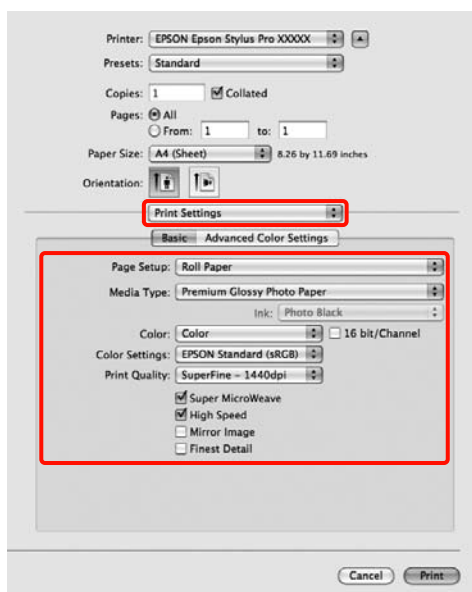 Printer: EPSON Epson Stylus Pro XXXXX
Presets: Standard
Copies: 1 Collated
Pages: All
From: 1 to: 1
Paper Size: A4 (Sheet) 8.26 by 11.69 inches
Orientation:
Print Settings
Basic Advanced Color Settings
Page Setup: Roll Paper
Media Type: Premium Glossy Photo Paper
Ink: Photo Black
Color: Color 16 bit/Channel
Color Settings: EPSON Standard (sRGB)
Print Quality: SuperFine – 1440dpi
Super MicroWeave
High Speed
Mirror Image
Finest Detail
Cancel Print